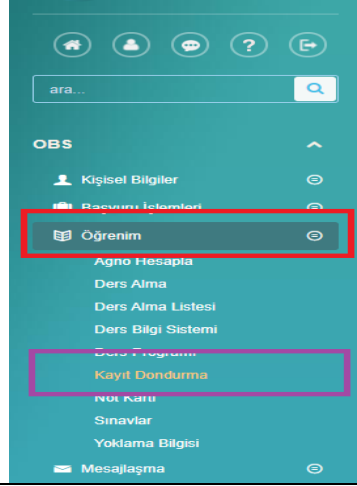 ara...
OBS
Kişisel Bilgiler
Başvuru İşlemleri
Öğrenim
Agno Hesapla
Ders Alma
Ders Alma Listesi
Ders Bilgi Sistemi
Ders Programı
Kayıt Dondurma
Not Kartı
Sınavlar
Yoklama Bilgisi
Mesajlaşma